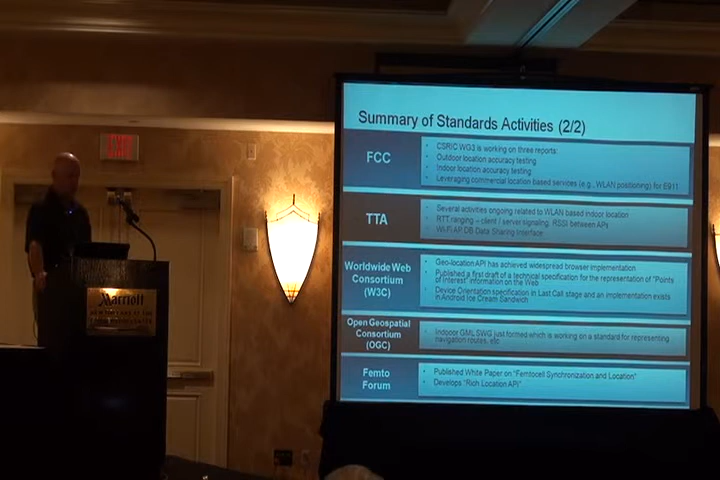 Summary of Standards Activities (2/2)
FCC
CSRIC WG3 is working on three reports:
Outdoor location accuracy testing
Indoor location accuracy testing
Leveraging commercial location based services (e.g., WLAN positioning) for E911
TTA
Several activities ongoing related to WLAN based indoor location
RTT ranging – client / server signaling, RSSI between APs
Wi-Fi AP DB Data Sharing Interface
Worldwide Web
Consortium
(W3C)
Geo-location API has achieved widespread browser implementation
Published a first draft of a technical specification for the representation of "Points
of Interest" information on the Web
Device Orientation specification in Last Call stage and an implementation exists
in Android Ice Cream Sandwich
Open Geospatial
Consortium
(OGC)
Indoor GML SWG just formed which is working on a standard for representing
navigation routes, etc
Femto
Forum
Published White Paper on "Femtocell Synchronization and Location"
Develops "Rich Location API"
EXIT
Marriott